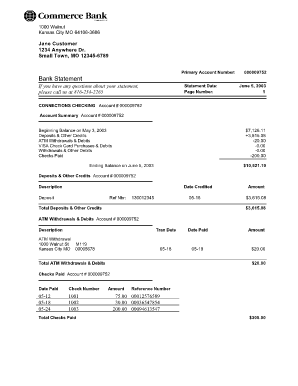 Commerce Bank
1000 Walnut
Kansas City MO 64106-3686
Jane Customer
1234 Anywhere Dr.
Small Town, MO 12345-6789
Primary Account Number 000009752
Bank Statement
If you have any questions about your statement,
please call us at 816-234-2265
Statement Date: June 5, 2003
Page Number: 1
CONNECTIONS CHECKING Account # 000009752
Account Summary Account # 000009752
Beginning Balance on May 3, 2003 $7,126.11
Deposits & Other Credits +3,615.08
ATM Withdrawals & Debits -20.00
VISA Check Card Purchases & Debits -0.00
Withdrawals & Other Debits -0.00
Checks Paid -200.00
Ending Balance on June 5, 2003 $10,521.19
Deposits & Other Credits Account # 000009752
Description Date Credited Amount
Deposit Ref Nbr: 130012345 05-15 $3,615.08
Total Deposits & Other Credits $3,615.08
ATM Withdrawals & Debits Account # 000009752
Description Tran Date Date Paid Amount
ATM Withdrawal
1000 Walnut St M119
Kansas City MO 00005678 05-18 05-19 $20.00
Total ATM Withdrawals & Debits $20.00
Checks Paid Account # 000009752
Date Paid Check Number Amount Reference Number
05-12 1001 75.00 00012576589
05-18 1002 30.00 00036547854
05-24 1003 200.00 00094613547
Total Checks Paid $200.00